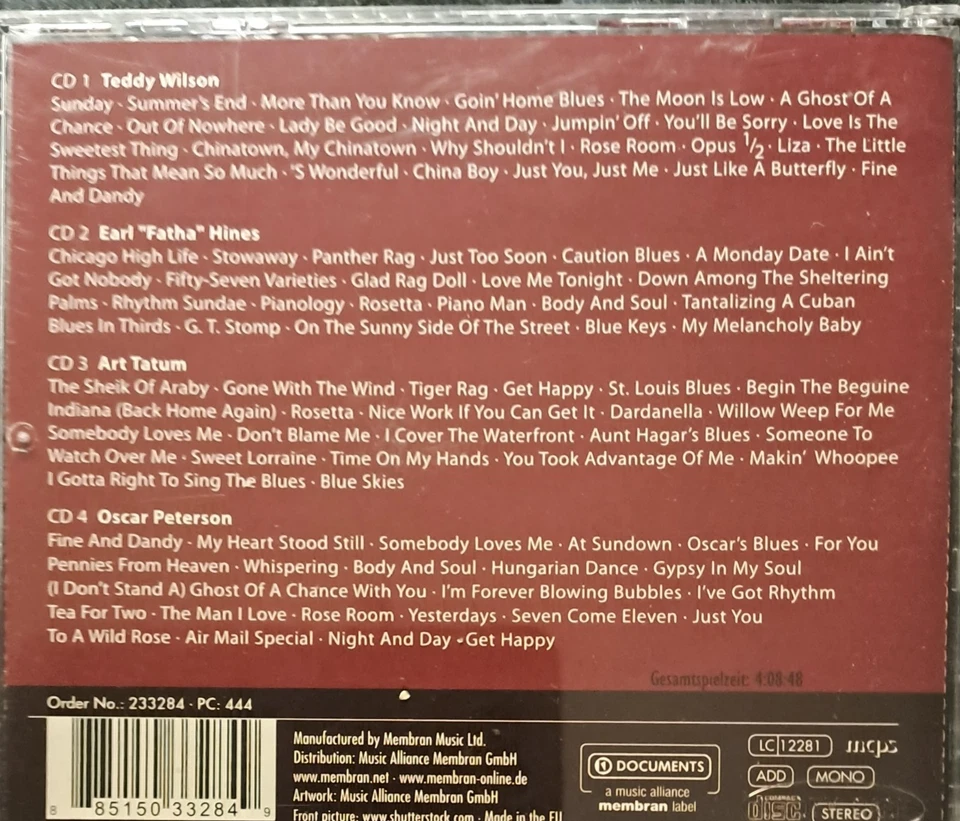 CD 1 Teddy Wilson
Sunday · Summer's End · More Than You Know · Goin' Home Blues · The Moon Is Low · A Ghost Of A
Chance · Out Of Nowhere · Lady Be Good · Night And Day · Jumpin' Off · You'll Be Sorry · Love Is The
Sweetest Thing · Chinatown, My Chinatown · Why Shouldn't I · Rose Room · Opus 1/2 · Liza · The Little
Things That Mean So Much · 'S Wonderful · China Boy · Just You, Just Me · Just Like A Butterfly · Fine
And Dandy
CD 2 Earl "Fatha" Hines
Chicago High Life · Stowaway · Panther Rag · Just Too Soon · Caution Blues · A Monday Date · I Ain't
Got Nobody · Fifty-Seven Varieties · Glad Rag Doll · Love Me Tonight · Down Among The Sheltering
Palms · Rhythm Sundae · Pianology · Rosetta · Piano Man · Body And Soul · Tantalizing A Cuban
Blues In Thirds · G. T. Stomp · On The Sunny Side Of The Street · Blue Keys · My Melancholy Baby
CD 3 Art Tatum
The Sheik Of Araby · Gone With The Wind · Tiger Rag · Get Happy · St. Louis Blues · Begin The Beguine
Indiana (Back Home Again) · Rosetta · Nice Work If You Can Get It · Dardanella · Willow Weep For Me
Somebody Loves Me · Don't Blame Me · I Cover The Waterfront · Aunt Hagar's Blues · Someone To
Watch Over Me · Sweet Lorraine · Time On My Hands · You Took Advantage Of Me · Makin' Whoopee
I Gotta Right To Sing The Blues · Blue Skies
CD 4 Oscar Peterson
Fine And Dandy · My Heart Stood Still · Somebody Loves Me · At Sundown · Oscar's Blues · For You
Pennies From Heaven · Whispering · Body And Soul · Hungarian Dance · Gypsy In My Soul
(I Don't Stand A) Ghost Of A Chance With You · I'm Forever Blowing Bubbles · I've Got Rhythm
Tea For Two · The Man I Love · Rose Room · Yesterdays · Seven Come Eleven · Just You
To A Wild Rose · Air Mail Special · Night And Day · Get Happy
Gesamtspielzeit: 4:08:48
Order No.: 233284 · PC: 444
8 85150 33284 9
Manufactured by Membran Music Ltd.
Distribution: Music Alliance Membran GmbH
www.membran.net · www.membran-online.de
Artwork: Music Alliance Membran GmbH
Front picture: www.shutterstock.com · Made in the EU
DOCUMENTS
a music alliance
membran label
LC 12281 mcps
ADD MONO
COMPACT
DISC STEREO